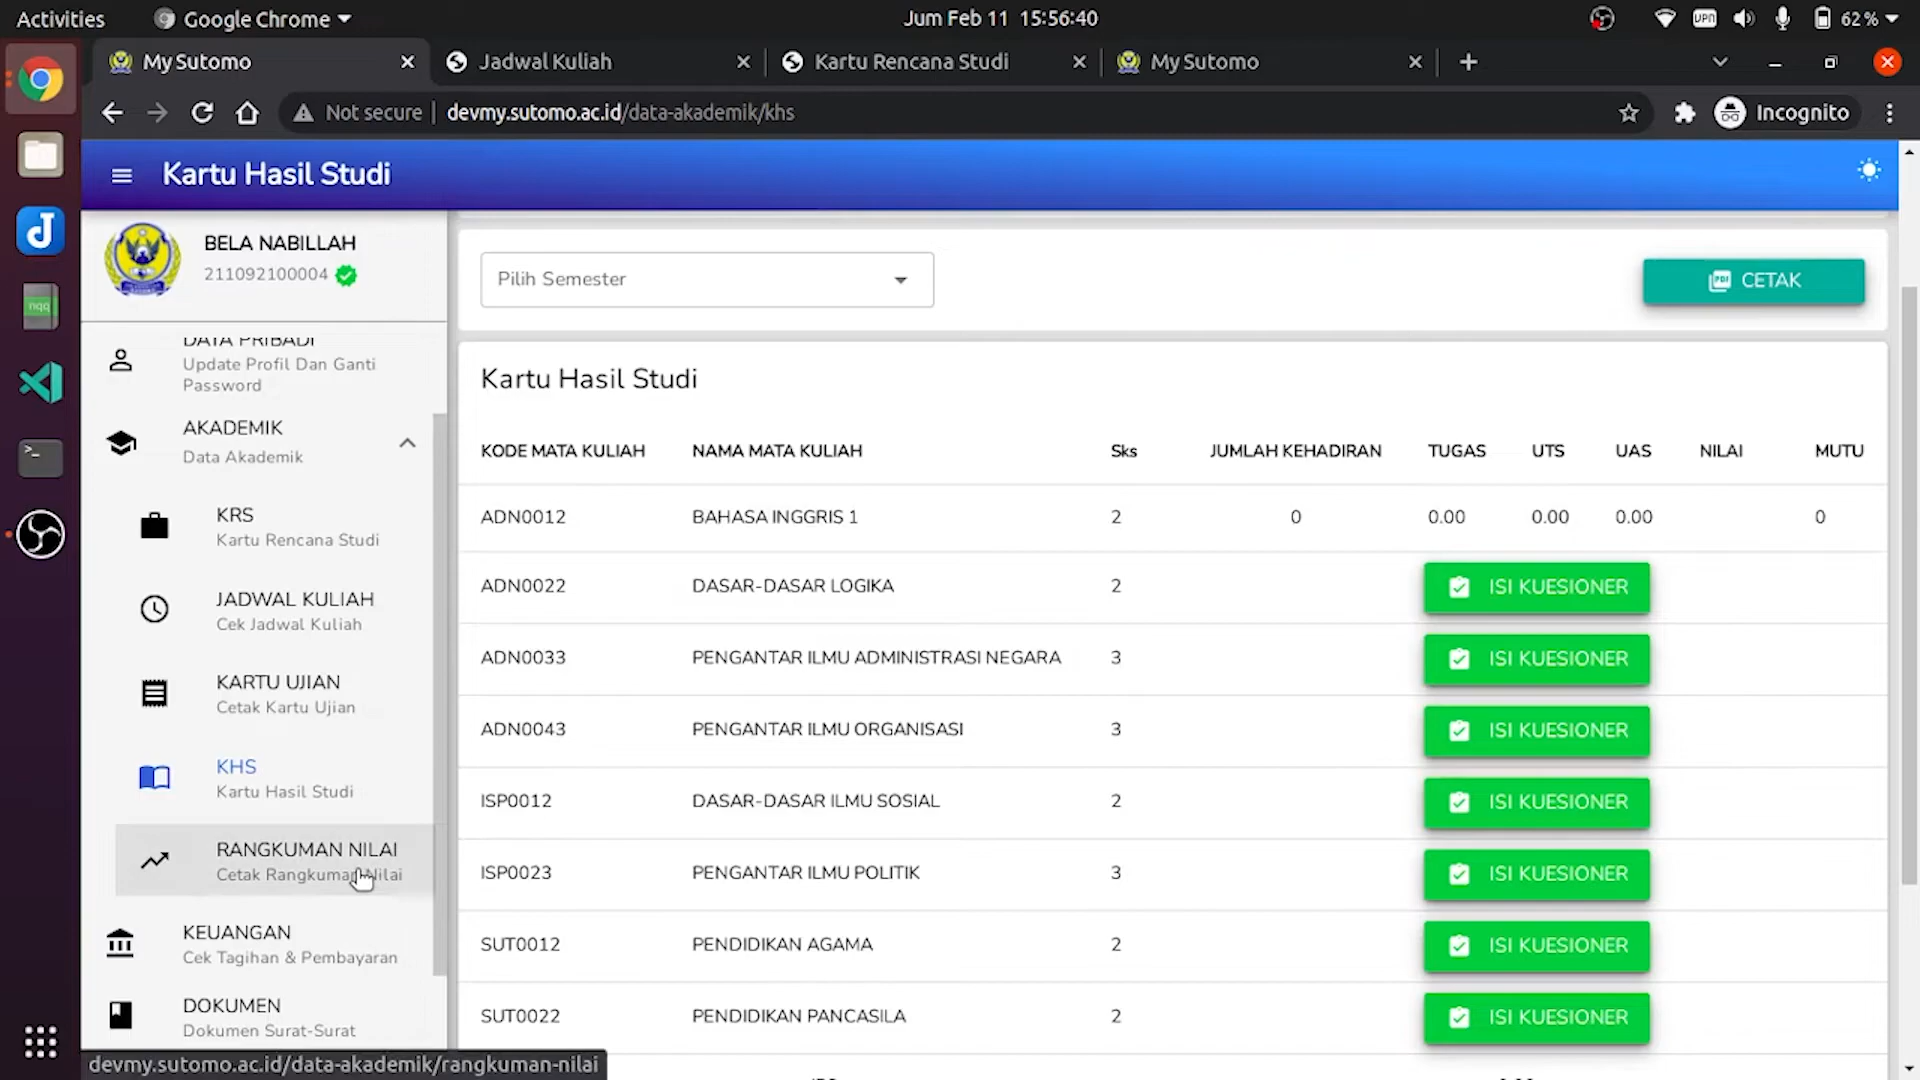 Activities
Google Chrome
Jum Feb 11 15:56:40
VPN
62 %
My Sutomo
Jadwal Kuliah
Kartu Rencana Studi
My Sutomo
Not secure
devmy.sutomo.ac.id/data-akademik/khs
Incognito
Kartu Hasil Studi
BELA NABILLAH
211092100004
DATA PRIBADI
Update Profil Dan Ganti
Password
AKADEMIK
Data Akademik
KRS
Kartu Rencana Studi
JADWAL KULIAH
Cek Jadwal Kuliah
KARTU UJIAN
Cetak Kartu Ujian
KHS
Kartu Hasil Studi
RANGKUMAN NILAI
Cetak Rangkuman Nilai
KEUANGAN
Cek Tagihan & Pembayaran
DOKUMEN
Dokumen Surat-Surat
devmy.sutomo.ac.id/data-akademik/rangkuman-nilai
nqq
Pilih Semester
PDF CETAK
Kartu Hasil Studi
KODE MATA KULIAH NAMA MATA KULIAH Sks JUMLAH KEHADIRAN TUGAS UTS UAS NILAI MUTU
ADN0012 BAHASA INGGRIS 1 2 0 0.00 0.00 0.00 0
ADN0022 DASAR-DASAR LOGIKA 2 ISI KUESIONER
ADN0033 PENGANTAR ILMU ADMINISTRASI NEGARA 3 ISI KUESIONER
ADN0043 PENGANTAR ILMU ORGANISASI 3 ISI KUESIONER
ISP0012 DASAR-DASAR ILMU SOSIAL 2 ISI KUESIONER
ISP0023 PENGANTAR ILMU POLITIK 3 ISI KUESIONER
SUT0012 PENDIDIKAN AGAMA 2 ISI KUESIONER
SUT0022 PENDIDIKAN PANCASILA 2 ISI KUESIONER